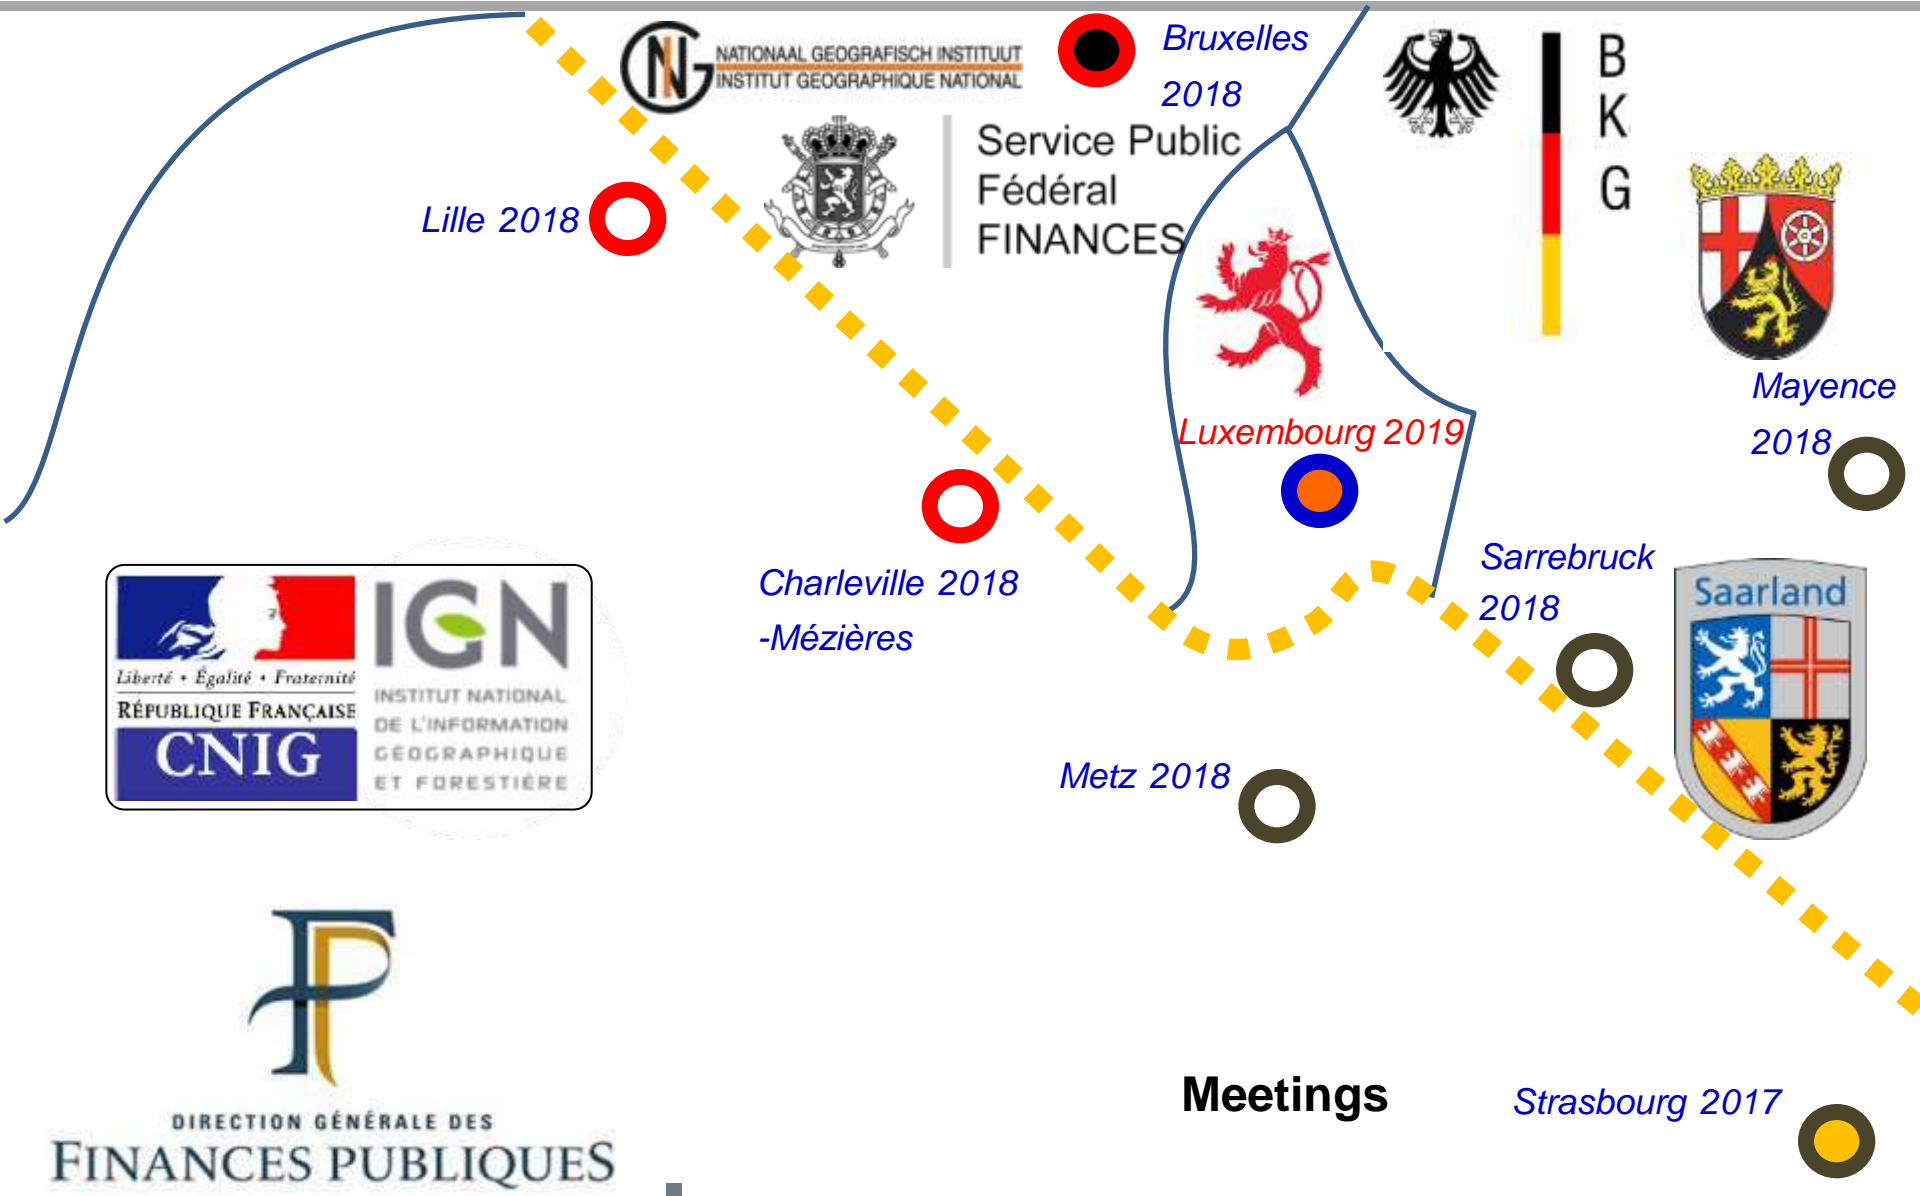 NATIONAAL GEOGRAFISCH INSTITUUT
INSTITUT GEOGRAPHIQUE NATIONAL
NGI
Bruxelles
2018
B
K
G
Service Public
Fédéral
FINANCES
Lille 2018
Mayence
2018
Luxembourg 2019
Charleville 2018
-Mézières
Sarrebruck
2018
Saarland
Liberté • Égalité • Fraternité
RÉPUBLIQUE FRANÇAISE
CNIG
IGN
INSTITUT NATIONAL
DE L'INFORMATION
GÉOGRAPHIQUE
ET FORESTIÈRE
Metz 2018
FP
DIRECTION GÉNÉRALE DES
FINANCES PUBLIQUES
Meetings
Strasbourg 2017